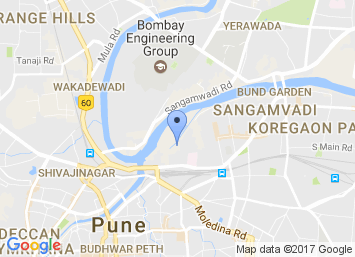 RANGE HILLS
Bombay
Engineering
Group
YERAWADA
Mula Rd
Tanaji Rd
WAKADEWADI
60
Sangamwadi Rd
BUND GARDEN
SANGAMVADI
KOREGAON PA
S Main Rd
SHIVAJINAGAR
DECCAN
Pune
Moledina Rd
BUDHWAR PETH
Google
Map data ©2017 Google